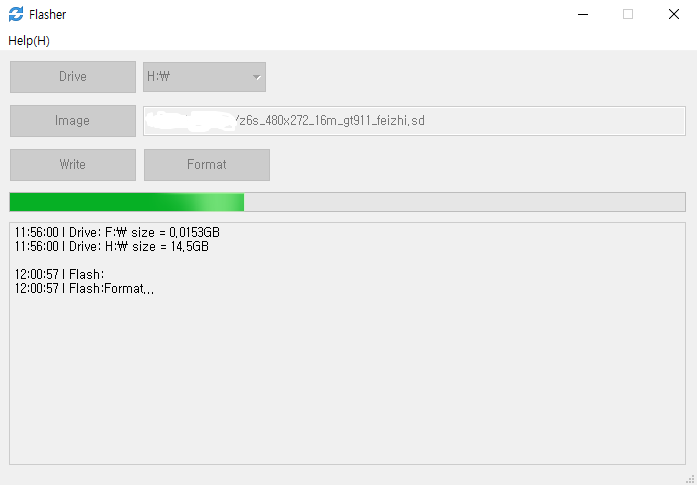 Flasher
Help(H)
Drive H:₩
Image /z6s_480x272_16m_gt911_feizhi.sd
Write Format
11:56:00 | Drive: F:₩ size = 0.0153GB
11:56:00 | Drive: H:₩ size = 14.5GB
12:00:57 | Flash:
12:00:57 | Flash:Format...